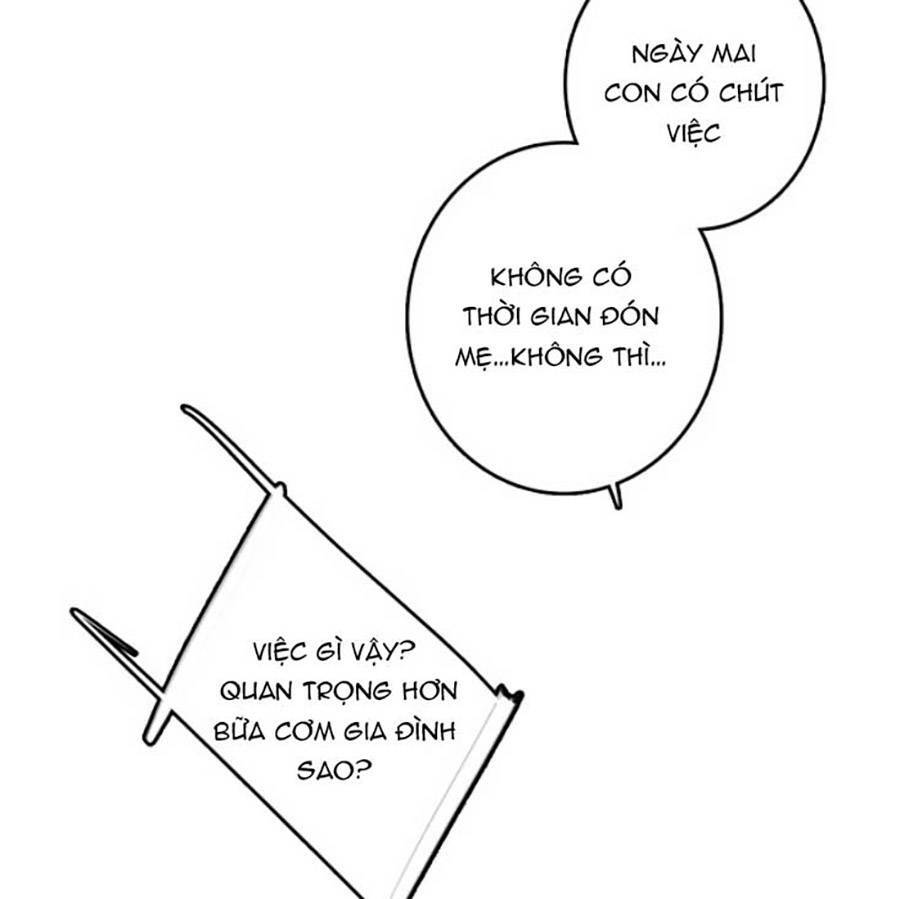 NGÀY MAI
CON CÓ CHÚT
VIỆC
KHÔNG CÓ
THỜI GIAN ĐÓN
MẸ...KHÔNG THÌ...
VIỆC GÌ VẬY?
QUAN TRỌNG HƠN
BỮA CƠM GIA ĐÌNH
SAO?